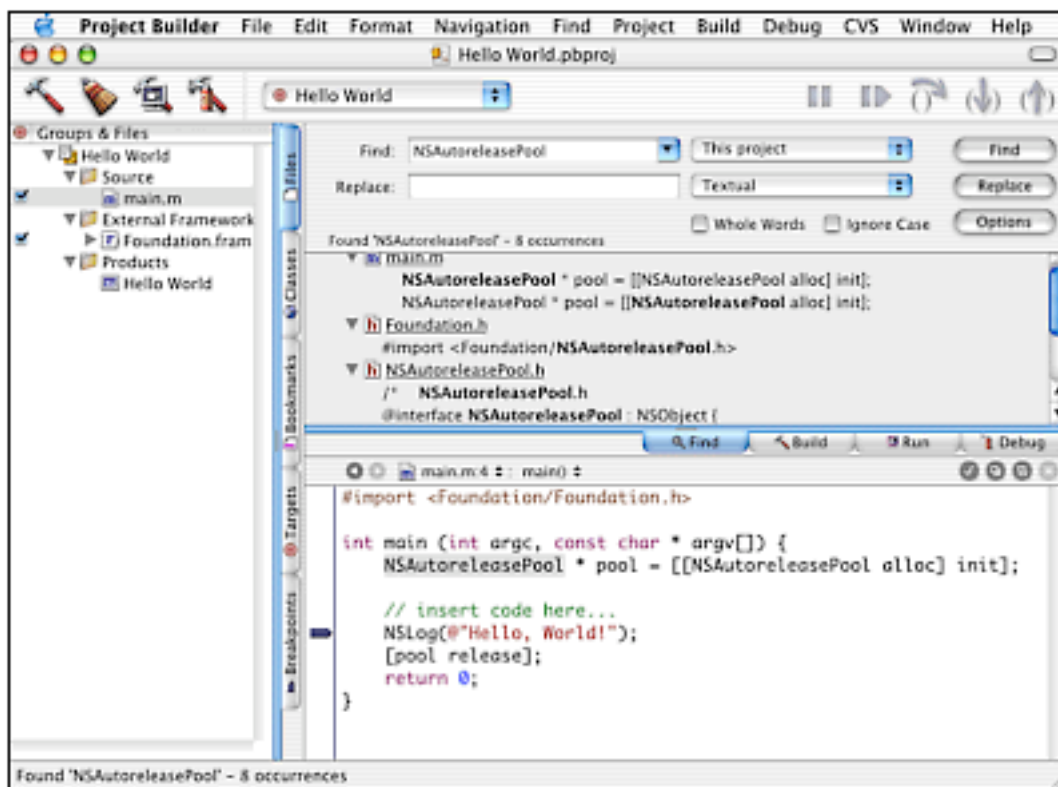 Project Builder File Edit Format Navigation Find Project Build Debug CVS Window Help
Hello World.pbproj
Hello World
Groups & Files
Hello World
Source
main.m
External Framework
Foundation.fram
Products
Hello World
Files
Classes
Bookmarks
Targets
Breakpoints
Find: NSAutoreleasePool This project Find
Replace: Textual Replace
Whole Words Ignore Case Options
Found 'NSAutoreleasePool' - 8 occurrences
main.m
NSAutoreleasePool * pool = [[NSAutoreleasePool alloc] init];
NSAutoreleasePool * pool = [[NSAutoreleasePool alloc] init];
Foundation.h
#import <Foundation/NSAutoreleasePool.h>
NSAutoreleasePool.h
/* NSAutoreleasePool.h
@interface NSAutoreleasePool : NSObject {
Find Build Run Debug
main.m:4 : main()
#import <Foundation/Foundation.h>
int main (int argc, const char * argv[]) {
NSAutoreleasePool * pool = [[NSAutoreleasePool alloc] init];
// insert code here...
NSLog(@"Hello, World!");
[pool release];
return 0;
}
Found 'NSAutoreleasePool' - 8 occurrences